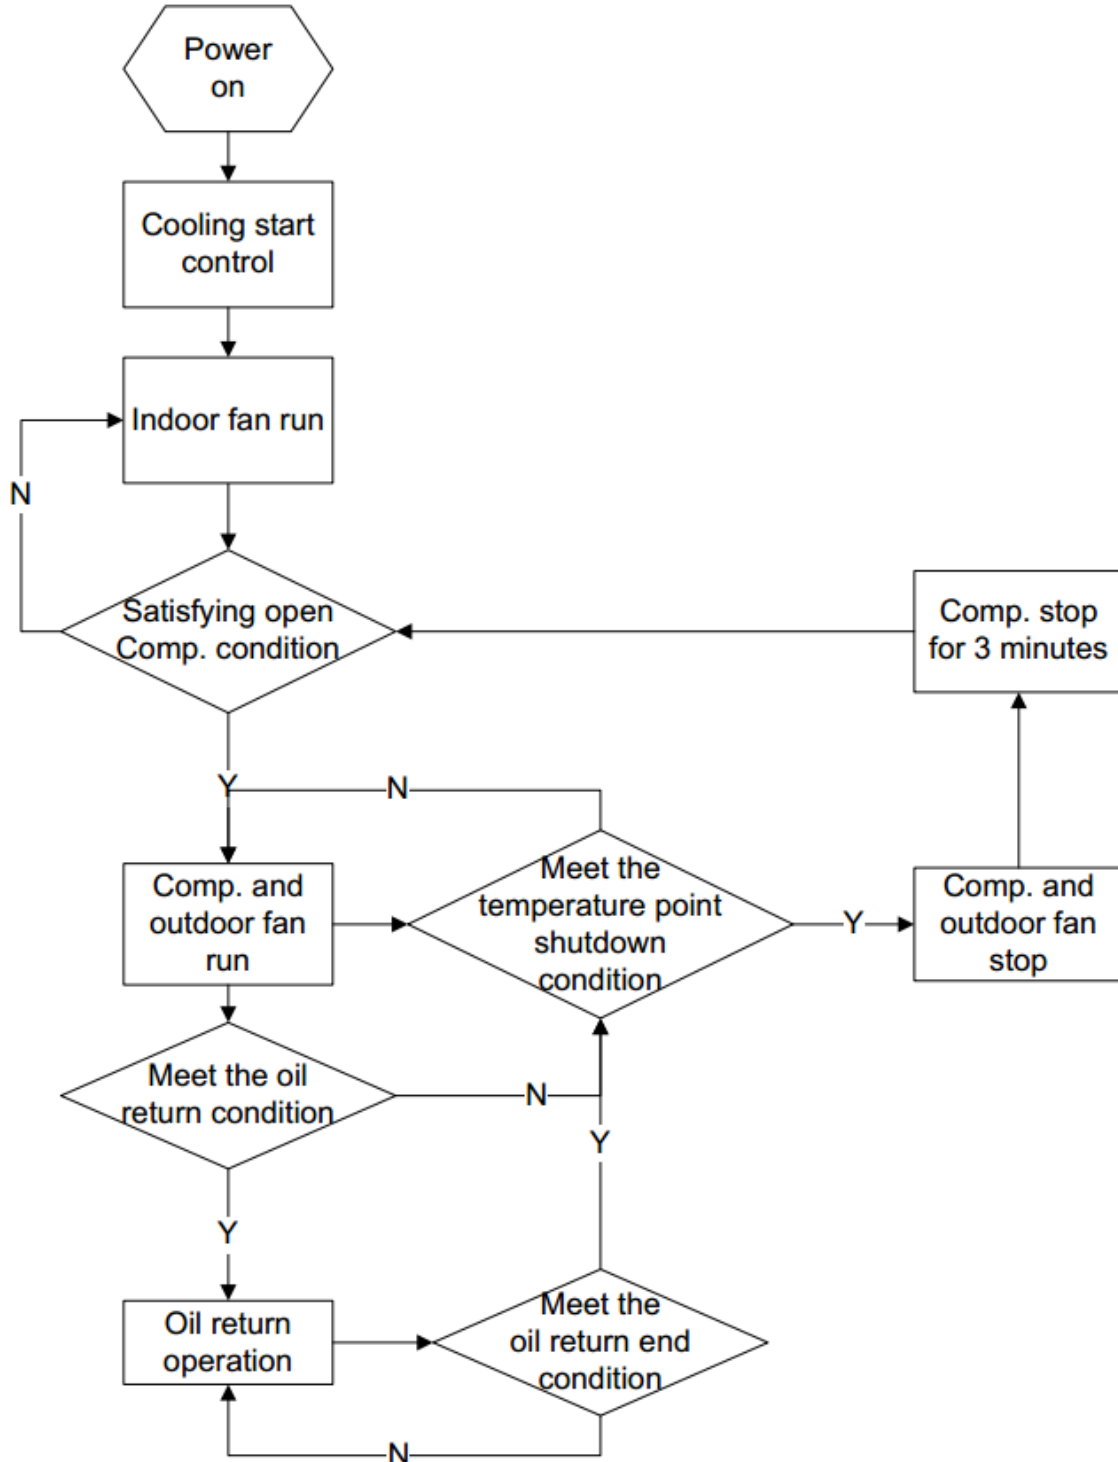 Power
on
Cooling start
control
Indoor fan run
N
Satisfying open
Comp. condition
Comp. stop
for 3 minutes
Y
N
Comp. and
outdoor fan
run
Meet the
temperature point
shutdown
condition
Y
Comp. and
outdoor fan
stop
Meet the oil
return condition
N
Y
Y
Oil return
operation
Meet the
oil return end
condition
N